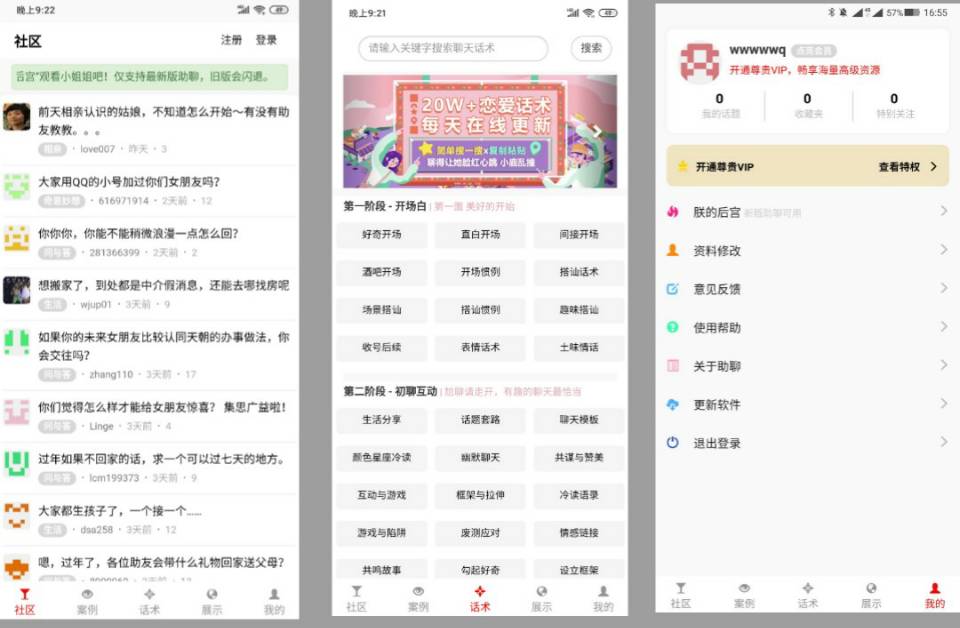 晚上9:22
49
社区
注册 登录
后宫"观看小姐姐吧！仅支持最新版助聊，旧版会闪退。
前天相亲认识的姑娘，不知道怎么开始～有没有助
友教教。。。
相亲 · love007 · 昨天 · 3
大家用QQ的小号加过你们女朋友吗？
奇思妙想 · 616971914 · 2天前 · 12
你你你，你能不能稍微浪漫一点怎么回？
问与答 · 281366399 · 2天前 · 2
想搬家了，到处都是中介假消息，还能去哪找房呢
生活 · wjup01 · 3天前 · 9
如果你的未来女朋友比较认同天朝的办事做法，你
会交往吗？
问与答 · zhang110 · 3天前 · 17
你们觉得怎么样才能给女朋友惊喜？ 集思广益啦！
问与答 · Linge · 3天前 · 4
过年如果不回家的话，求一个可以过七天的地方。
问与答 · lcm199373 · 3天前 · 9
大家都生孩子了，一个接一个……
生活 · dsa258 · 3天前 · 12
嗯，过年了，各位助友会带什么礼物回家送父母？
社区 案例 话术 展示 我的
晚上9:21
49
请输入关键字搜索聊天话术
搜索
20W+恋爱话术
每天在线更新
简单搜一搜x复制粘贴
聊得让她脸红心跳 小鹿乱撞
第一阶段 - 开场白 | 第一面 美好的开始
好奇开场 直白开场 间接开场
酒吧开场 开场惯例 搭讪话术
场景搭讪 搭讪惯例 趣味搭讪
收号后续 表情话术 土味情话
第二阶段 - 初聊互动 | 尬聊请走开，有趣的聊天最恰当
生活分享 话题套路 聊天模板
颜色星座冷读 幽默聊天 共谋与赞美
互动与游戏 框架与拉伸 冷读语录
游戏与陷阱 废测应对 情感链接
共鸣故事 勾起好奇 设立框架
社区 案例 话术 展示 我的
57% 16:55
wwwwwq 点亮会员
开通尊贵VIP，畅享海量高级资源
0 0 0
我的话题 收藏夹 特别关注
开通尊贵VIP 查看特权
朕的后宫 新版助聊可用
资料修改
意见反馈
使用帮助
关于助聊
更新软件
退出登录
社区 案例 话术 展示 我的